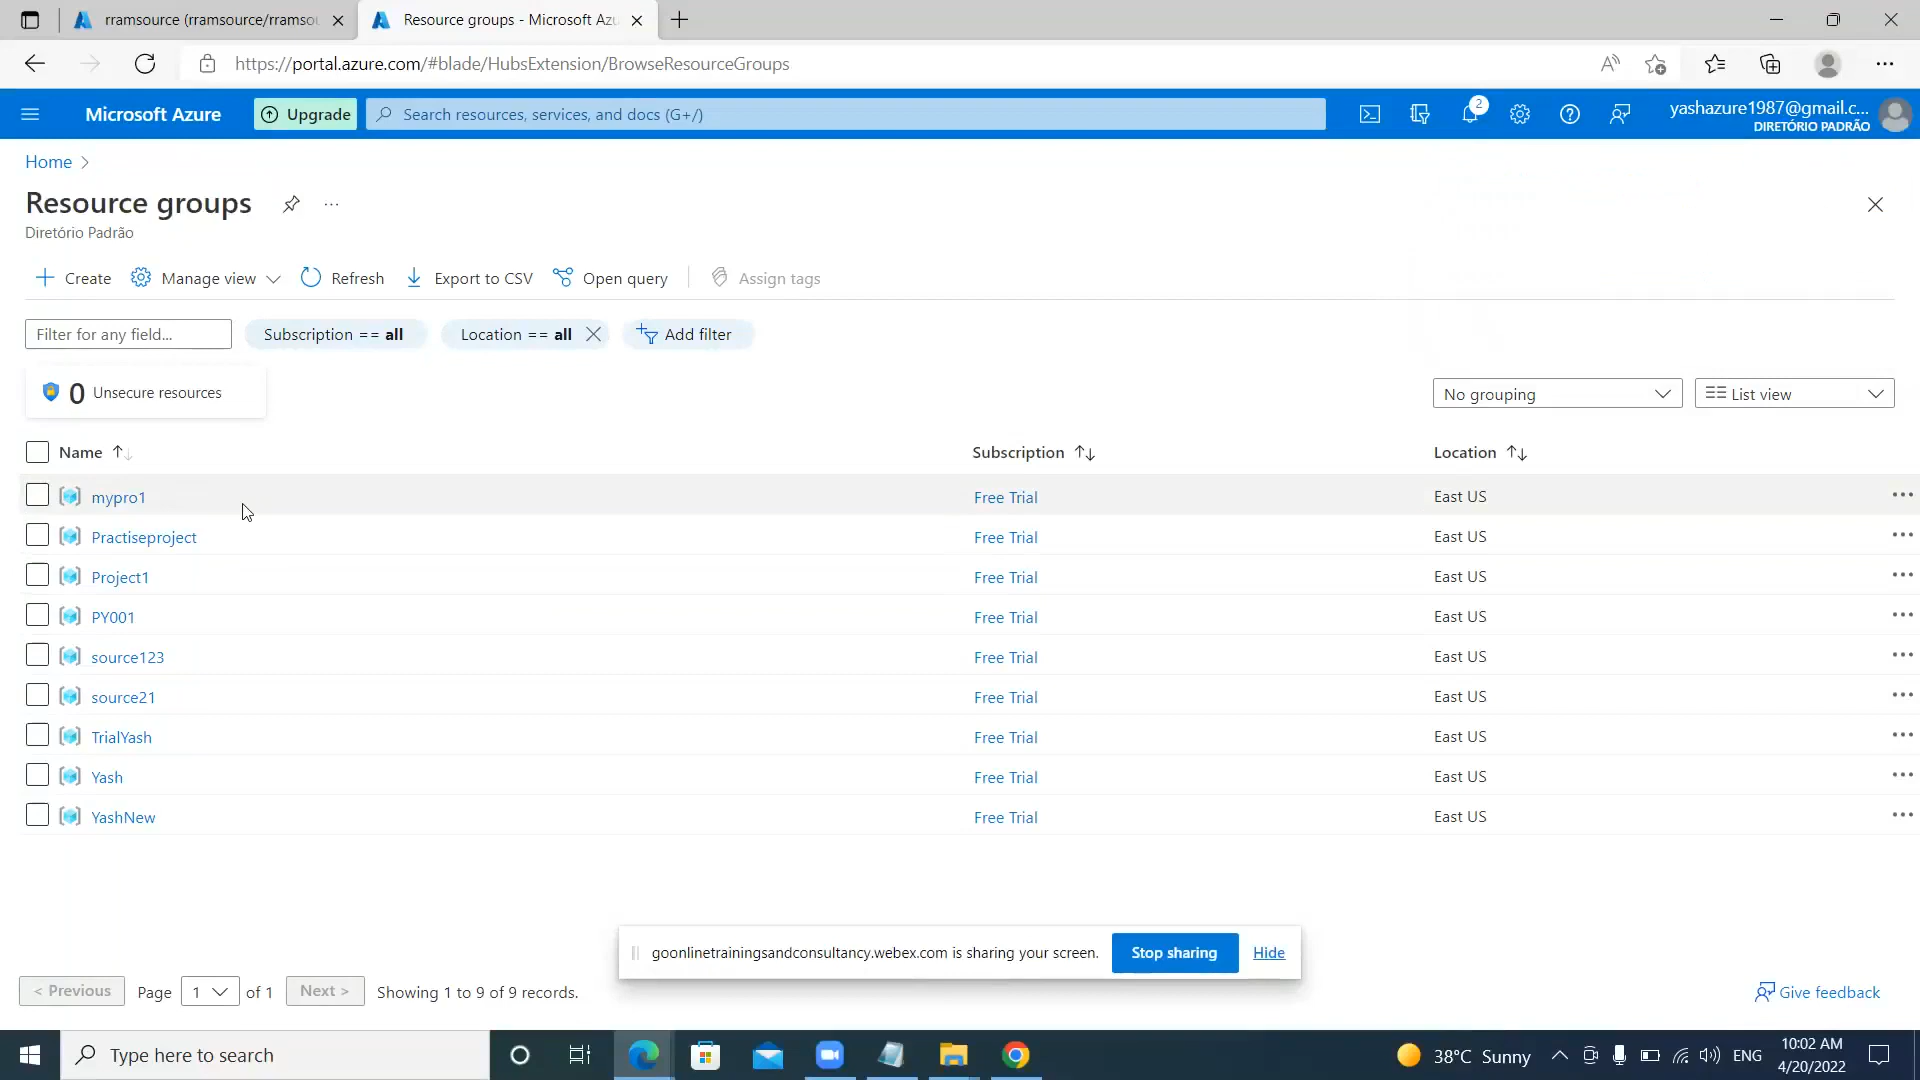 rramsource (rramsource/rramsou
Resource groups - Microsoft Azu
https://portal.azure.com/#blade/HubsExtension/BrowseResourceGroups
Microsoft Azure
Upgrade
Search resources, services, and docs (G+/)
2
yashazure1987@gmail.c...
DIRETÓRIO PADRÃO
Home
Resource groups
Diretório Padrão
Create
Manage view
Refresh
Export to CSV
Open query
Assign tags
Filter for any field...
Subscription == all
Location == all
Add filter
0 Unsecure resources
No grouping
List view
Name Subscription Location
mypro1 Free Trial East US
Practiseproject Free Trial East US
Project1 Free Trial East US
PY001 Free Trial East US
source123 Free Trial East US
source21 Free Trial East US
TrialYash Free Trial East US
Yash Free Trial East US
YashNew Free Trial East US
goonlinetrainingsandconsultancy.webex.com is sharing your screen. Stop sharing Hide
< Previous Page 1 of 1 Next > Showing 1 to 9 of 9 records.
Give feedback
Type here to search
38°C Sunny
ENG
10:02 AM
4/20/2022